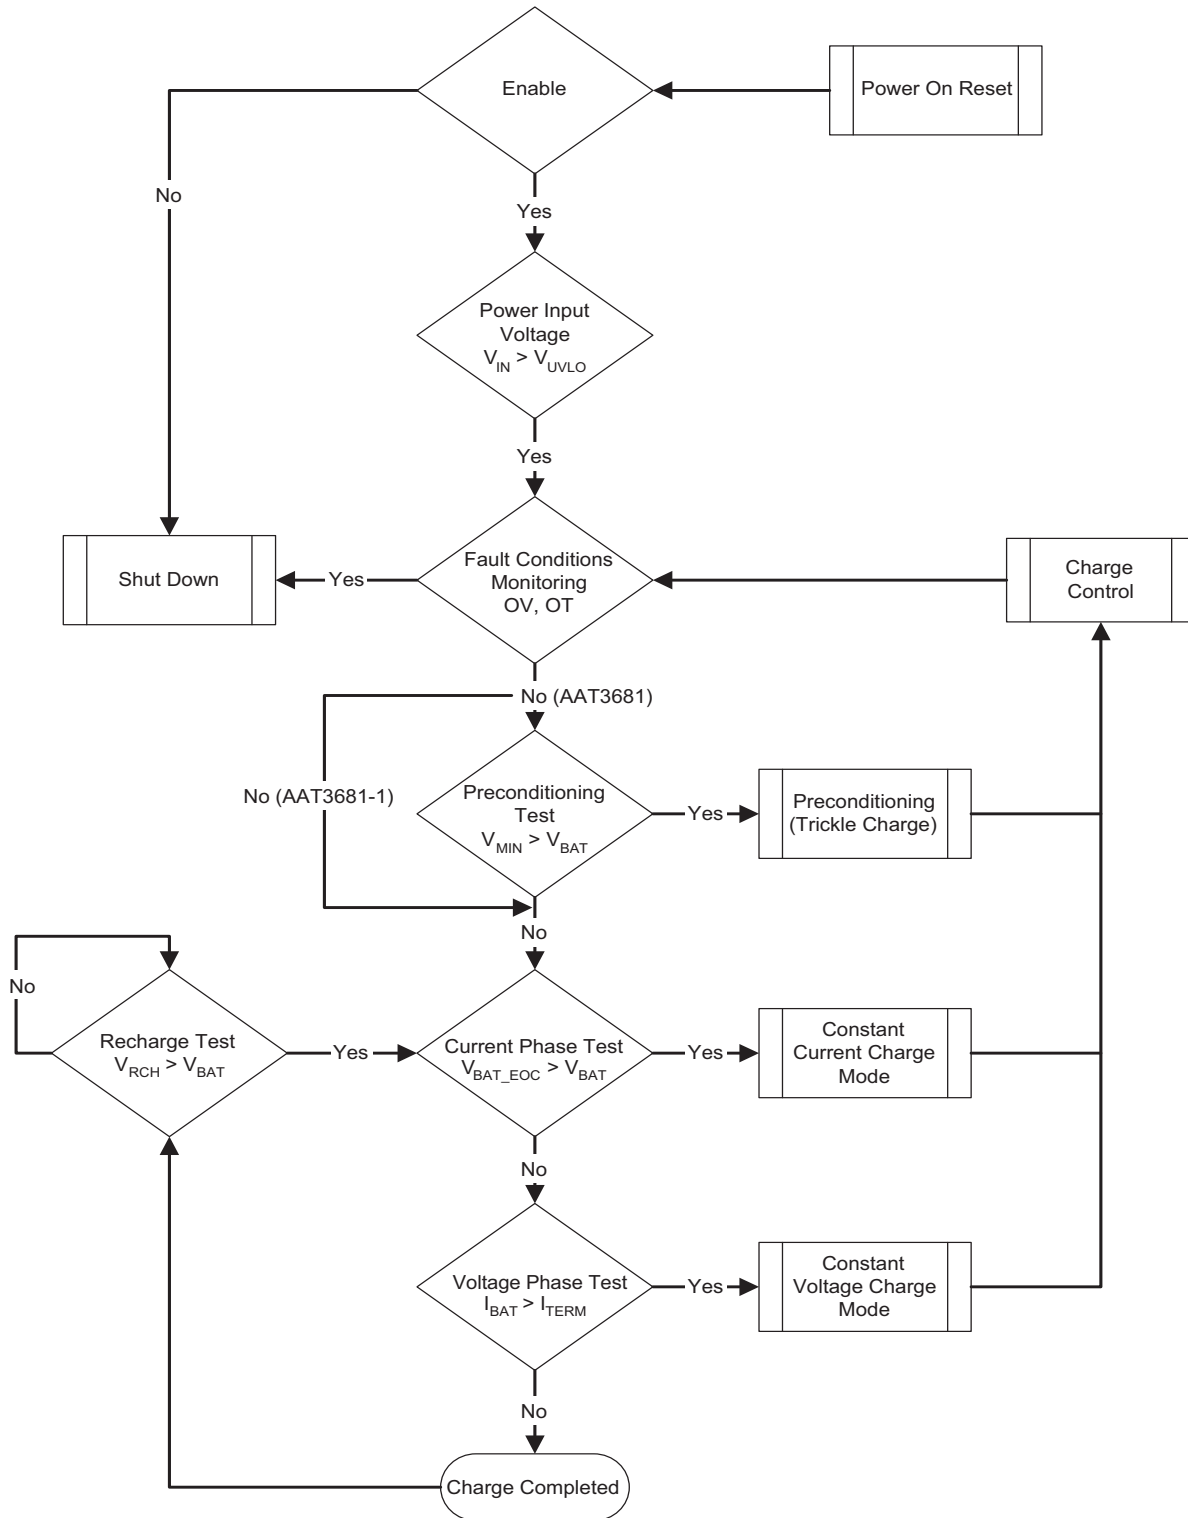 Enable
Power On Reset
No
Yes
Power Input
Voltage
V_IN > V_UVLO
Yes
Shut Down
Yes
Fault Conditions
Monitoring
OV, OT
Charge
Control
No (AAT3681)
No (AAT3681-1)
Preconditioning
Test
V_MIN > V_BAT
Yes
Preconditioning
(Trickle Charge)
No
No
Recharge Test
V_RCH > V_BAT
Yes
Current Phase Test
V_BAT_EOC > V_BAT
Yes
Constant
Current Charge
Mode
No
Voltage Phase Test
I_BAT > I_TERM
Yes
Constant
Voltage Charge
Mode
No
Charge Completed